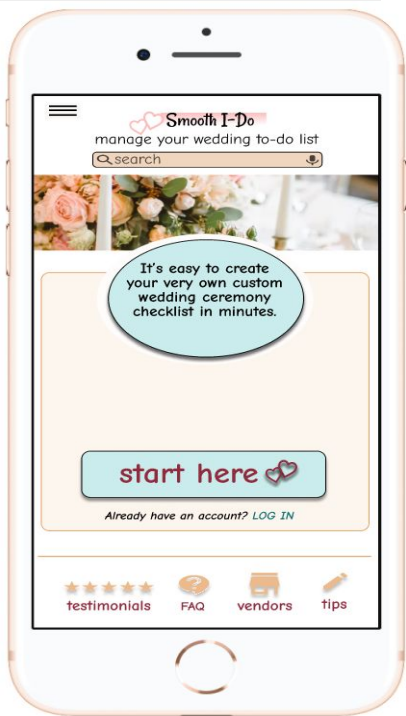 Smooth I-Do
manage your wedding to-do list
search
It's easy to create
your very own custom
wedding ceremony
checklist in minutes.
start here
Already have an account? LOG IN
testimonials FAQ vendors tips